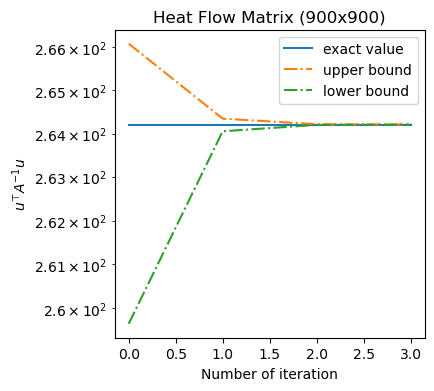 Heat Flow Matrix (900x900)
exact value
upper bound
lower bound
2.66 × 10²
2.65 × 10²
2.64 × 10²
2.63 × 10²
2.62 × 10²
2.61 × 10²
2.6 × 10²
u⊤A⁻¹u
0.0 0.5 1.0 1.5 2.0 2.5 3.0
Number of iteration